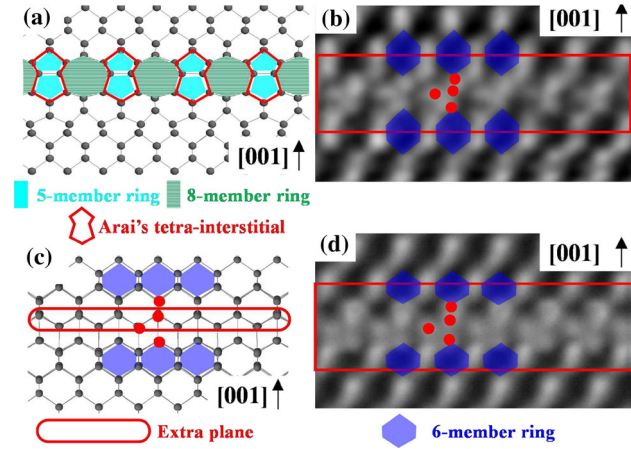 (a)
[001]
5-member ring
8-member ring
Arai's tetra-interstitial
(b)
[001]
(c)
[001]
Extra plane
(d)
[001]
6-member ring